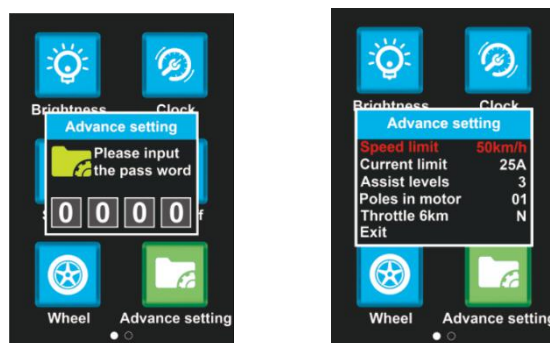 Brightness Clock
Advance setting
Please input
the pass word
0 0 0 0
Wheel Advance setting
Brightness Clock
Advance setting
Speed limit 50km/h
Current limit 25A
Assist levels 3
Poles in motor 01
Throttle 6km N
Exit
Wheel Advance setting